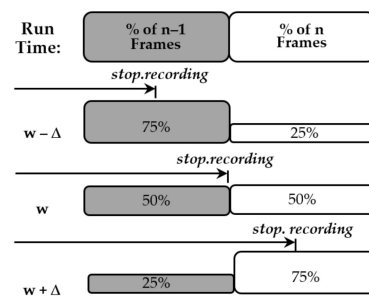 Run Time:
% of n–1 Frames
% of n Frames
stop.recording
w – Δ
75%
25%
stop.recording
w
50%
50%
stop. recording
w + Δ
25%
75%